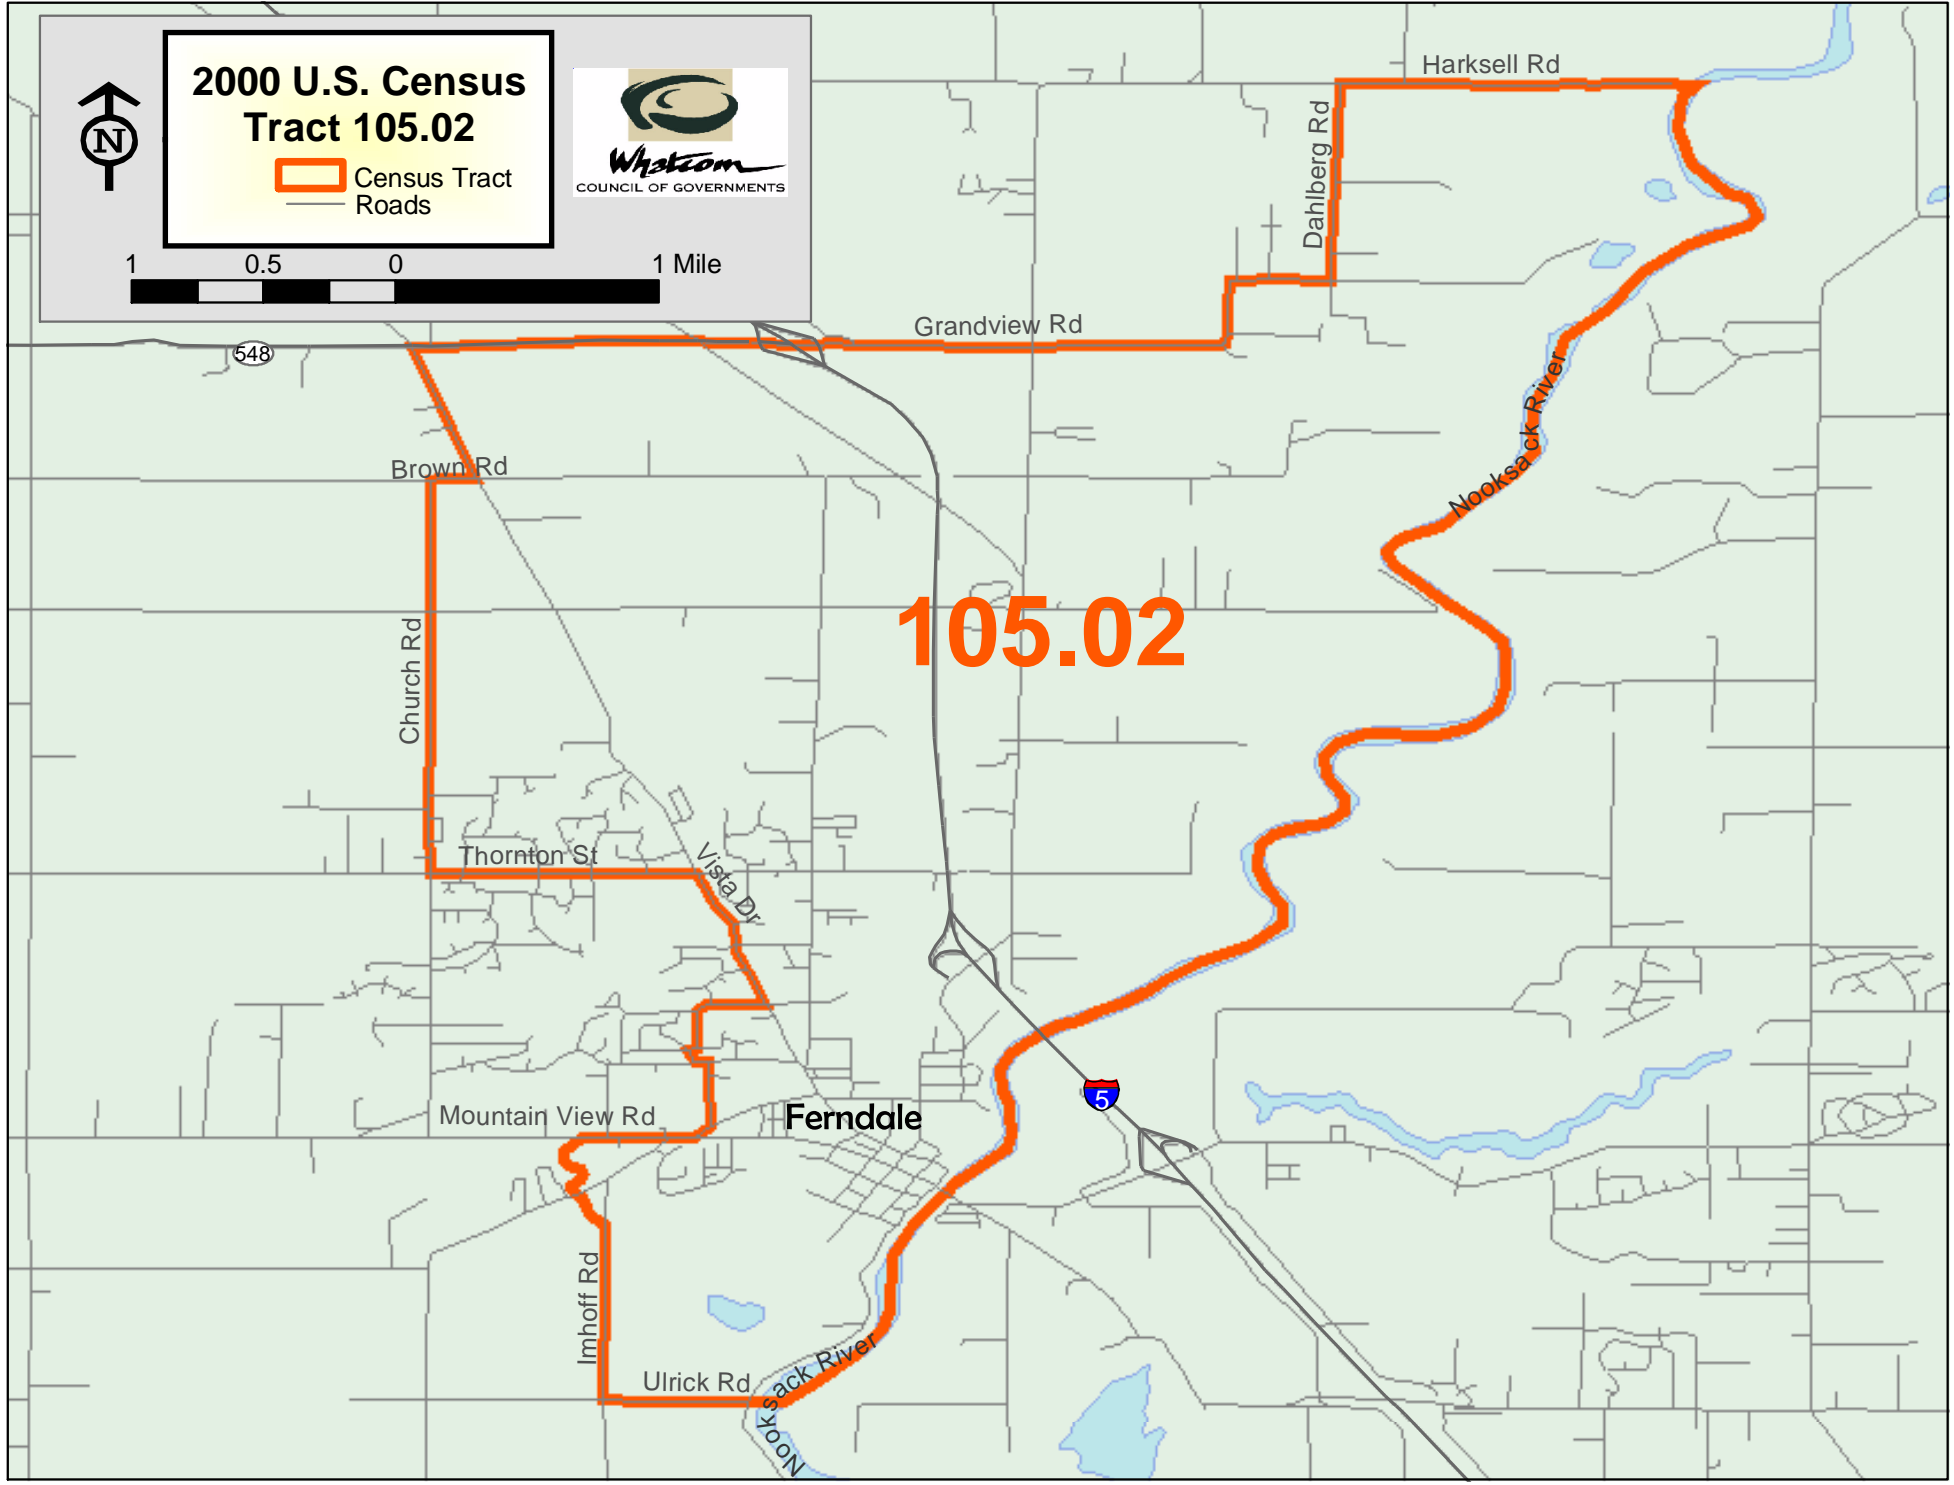 2000 U.S. Census
Tract 105.02
Census Tract
Roads
N
Whatcom
COUNCIL OF GOVERNMENTS
1 0.5 0 1 Mile
Harksell Rd
Dahlberg Rd
Grandview Rd
548
Nooksack River
Brown Rd
105.02
Church Rd
Thornton St
Vista Dr
5
Mountain View Rd
Ferndale
Imhoff Rd
Ulrick Rd
Nooksack River